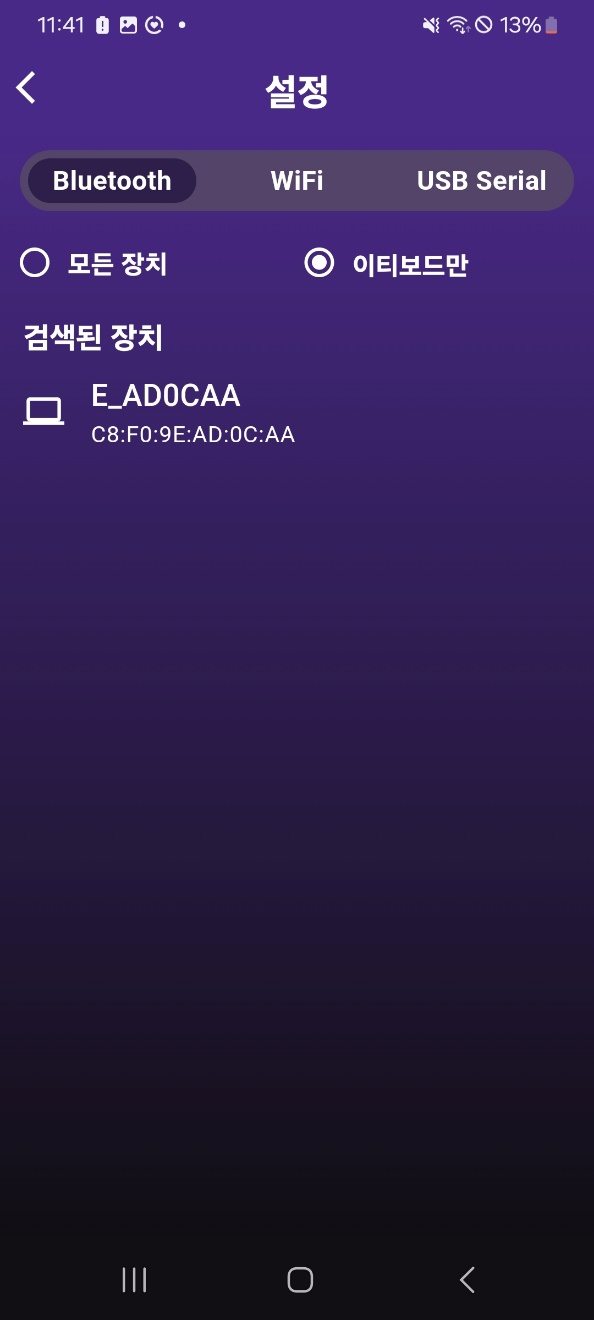 11:41 13%
설정
Bluetooth WiFi USB Serial
모든 장치 이티보드만
검색된 장치
E_AD0CAA
C8:F0:9E:AD:0C:AA